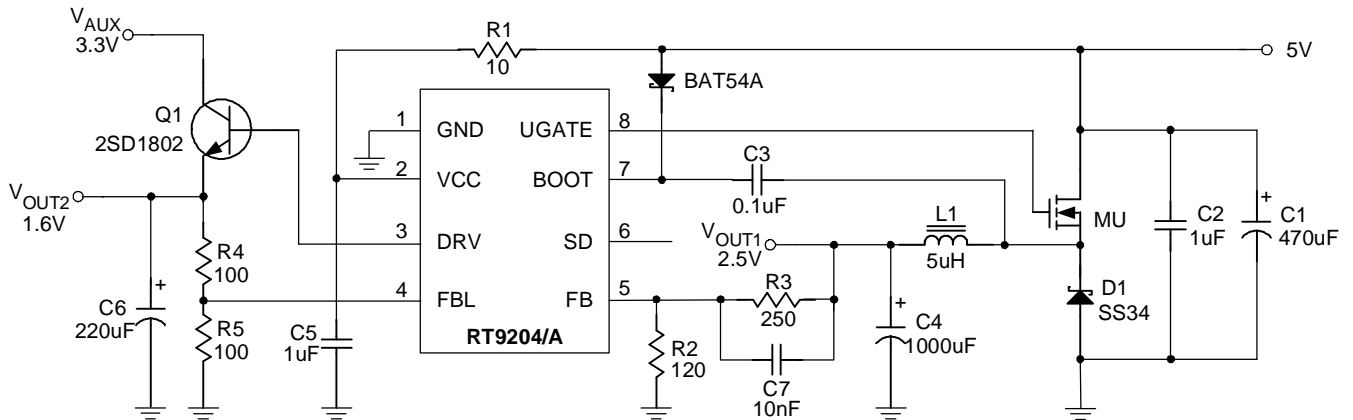 V_AUX
3.3V
R1
10
5V
BAT54A
Q1
2SD1802
1
GND
UGATE
8
2
VCC
BOOT
7
C3
0.1uF
V_OUT2
1.6V
3
DRV
SD
6
V_OUT1
2.5V
L1
5uH
MU
C2
1uF
+
C1
470uF
R4
100
4
FBL
FB
5
R3
250
D1
SS34
+
C6
220uF
R5
100
C5
1uF
RT9204/A
R2
120
C7
10nF
+
C4
1000uF